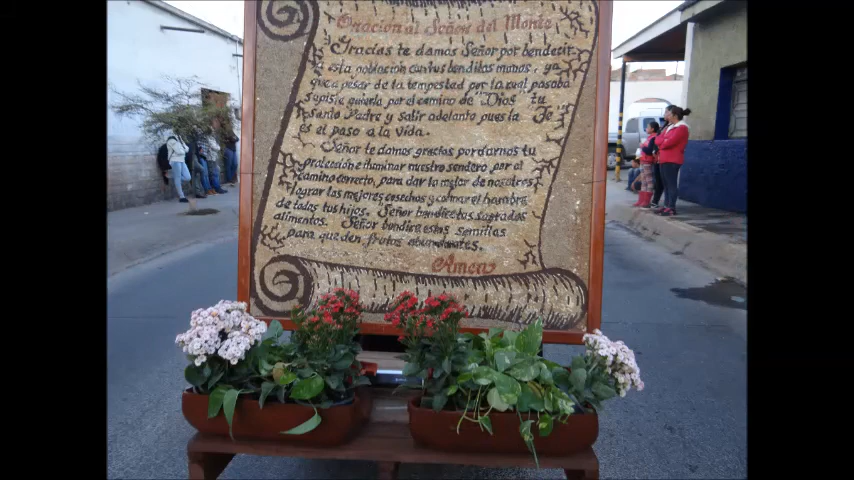 Oración al Señor del Monte
Gracias te damos Señor por bendecir
esta población con tus benditas manos, ya
que a pesar de la tempestad por la cual pasaba
supiste guiarla por el camino de "Dios" tu
Santo Padre y salir adelante pues la Fe
es el paso a la vida.
Señor te damos gracias por darnos tu
protección e iluminar nuestro sendero por el
camino correcto, para dar lo mejor de nosotros
lograr las mejores cosechas y calmar el hambre
de todos tus hijos. Señor bendice tus sagrados
alimentos. Señor bendice estas semillas
para que den frutos abundantes.
Amen